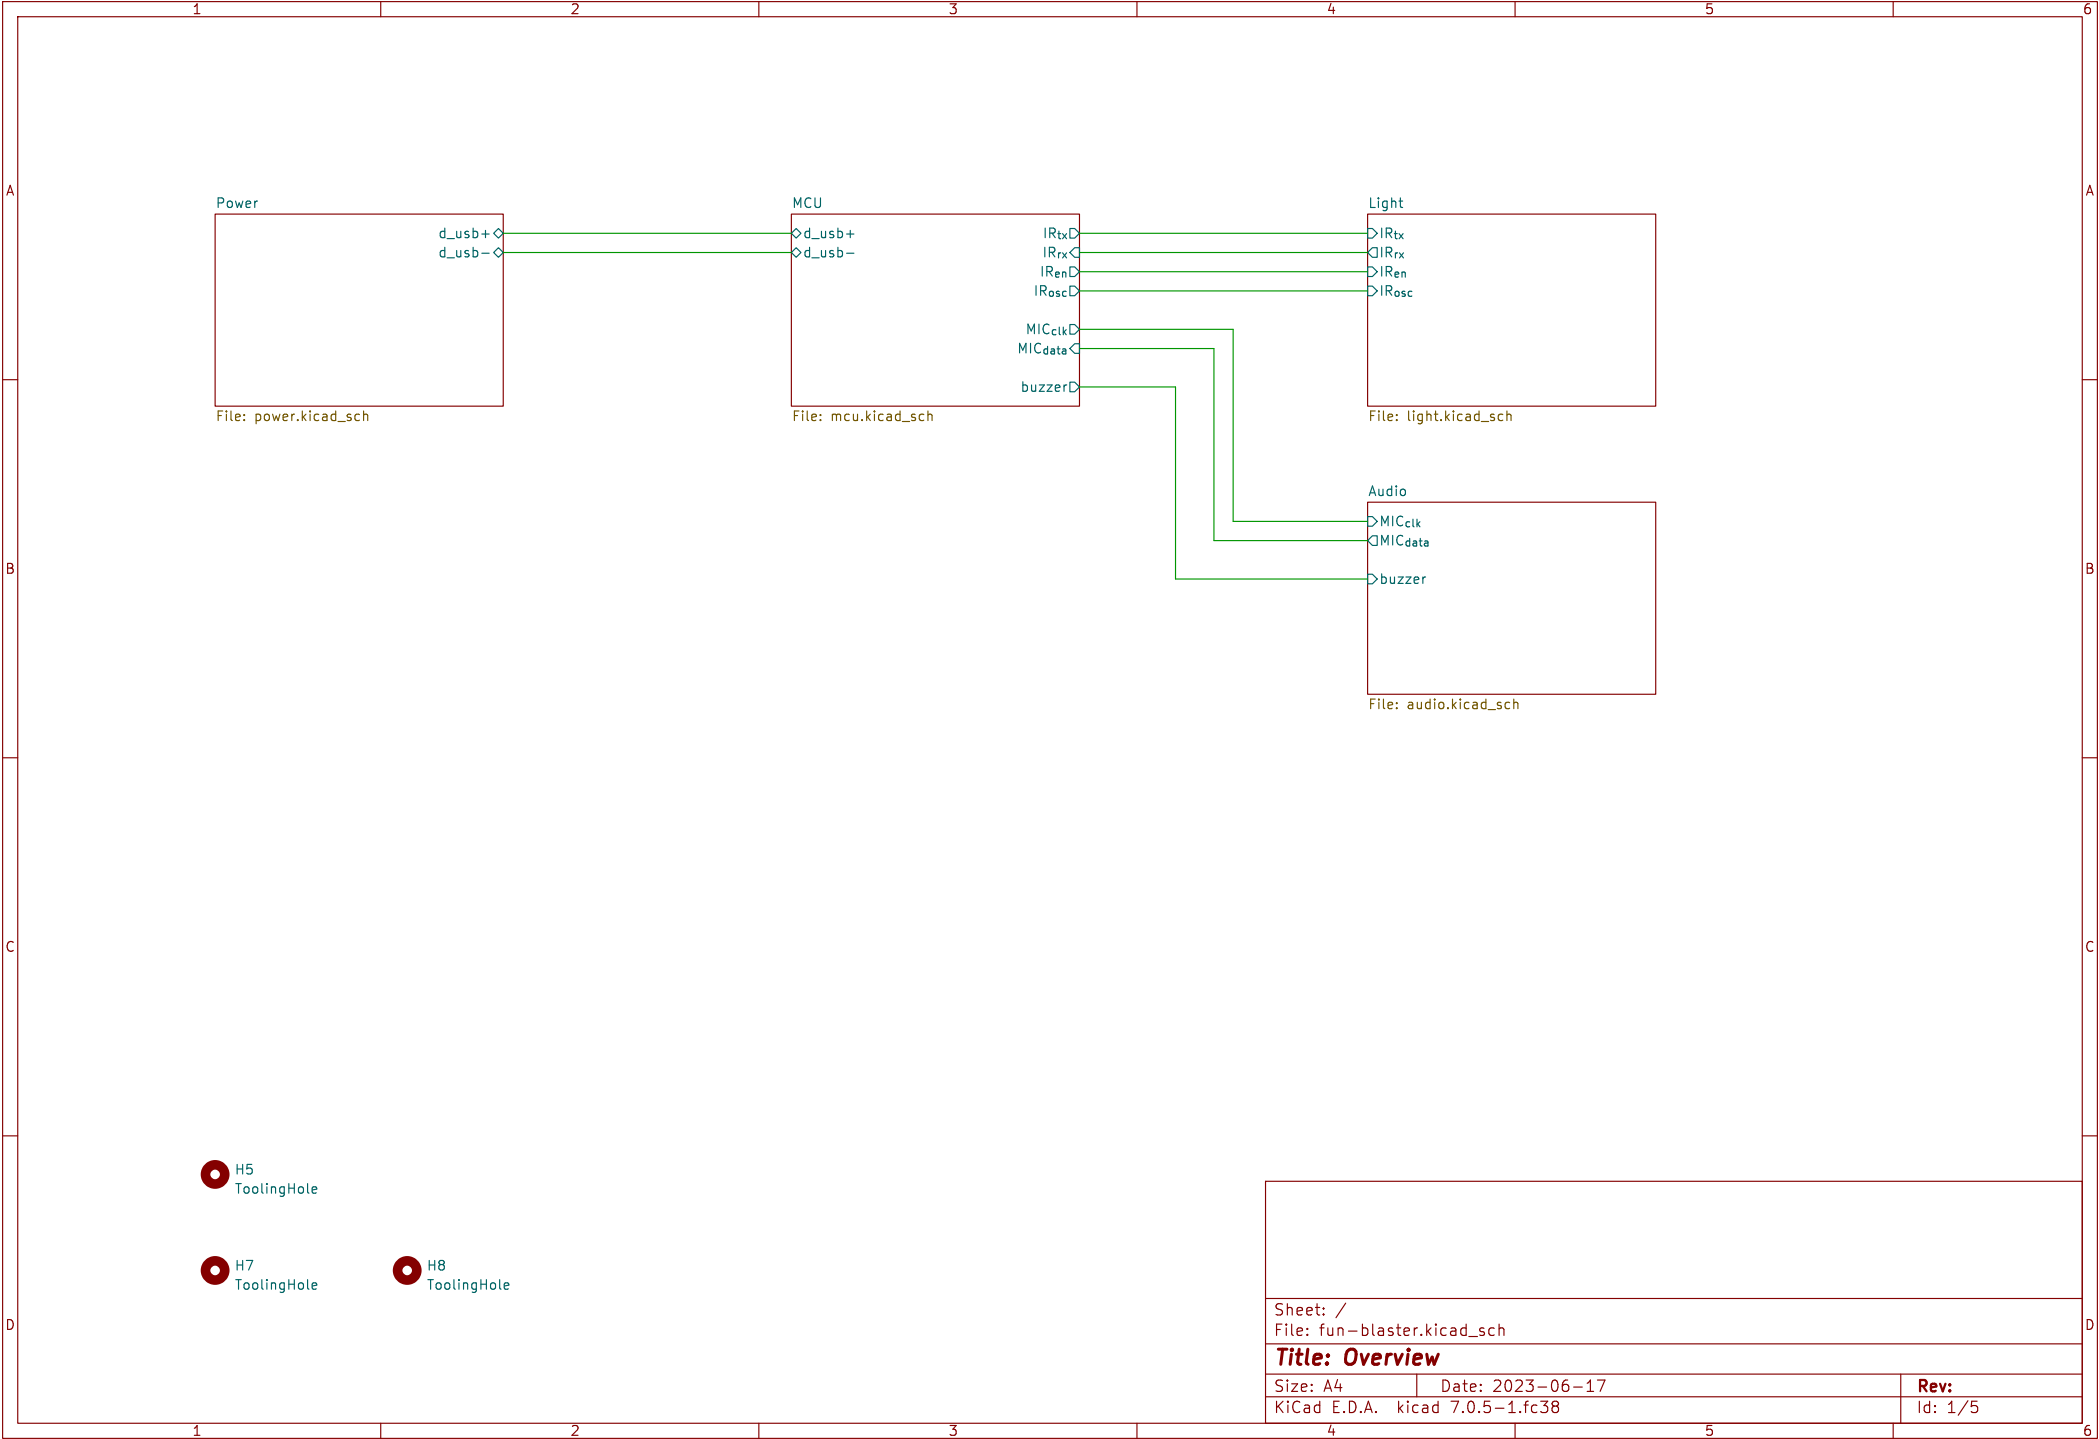 1 2 3 4 5 6
A A
Power MCU Light
d_usb+ d_usb+ IRtx IRtx
d_usb- d_usb- IRrx IRrx
IRen IRen
IRosc IRosc
MICclk
MICdata
buzzer
File: power.kicad_sch File: mcu.kicad_sch File: light.kicad_sch
Audio
MICclk
MICdata
B B
buzzer
File: audio.kicad_sch
C C
H5
ToolingHole
H7 H8
ToolingHole ToolingHole
Sheet: /
D D
File: fun-blaster.kicad_sch
Title: Overview
Size: A4 Date: 2023-06-17 Rev:
KiCad E.D.A. kicad 7.0.5-1.fc38 Id: 1/5
1 2 3 4 5 6